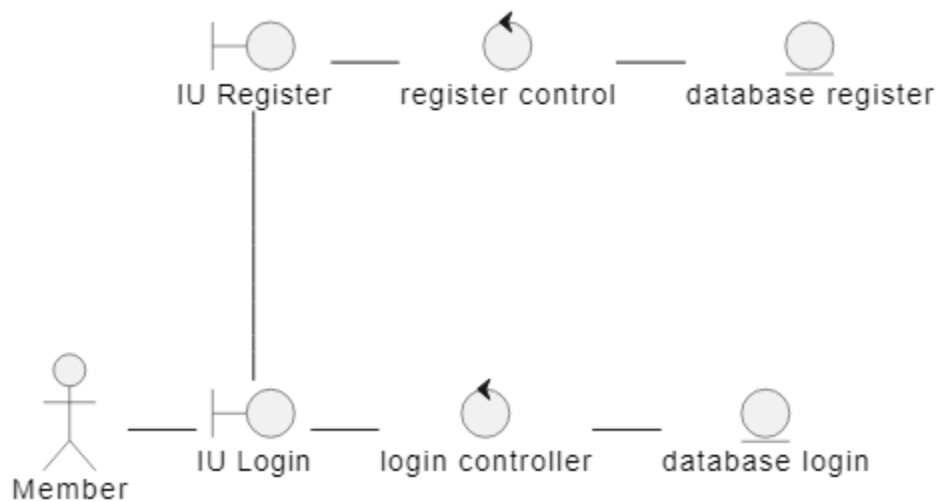 IU Register
register control
database register
IU Login
login controller
database login
Member